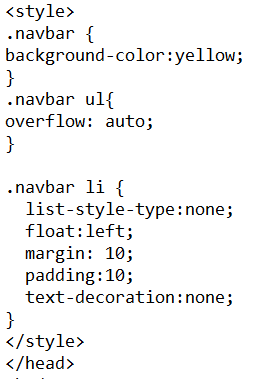 <style>
.navbar {
background-color:yellow;
}
.navbar ul{
overflow: auto;
}

.navbar li {
  list-style-type:none;
  float:left;
  margin: 10;
  padding:10;
  text-decoration:none;
}
</style>
</head>